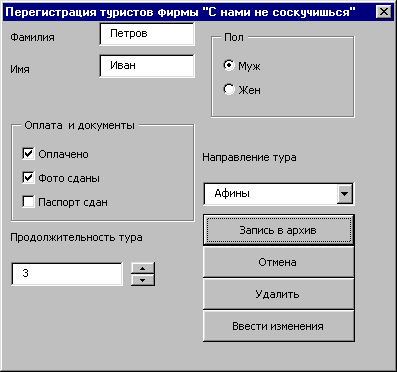 Перегистрация туристов фирмы "С нами не соскучишься"
Фамилия
Петров
Имя
Иван
Пол
Муж
Жен
Оплата и документы
Оплачено
Фото сданы
Паспорт сдан
Направление тура
Афины
Продолжительность тура
3
Запись в архив
Отмена
Удалить
Ввести изменения